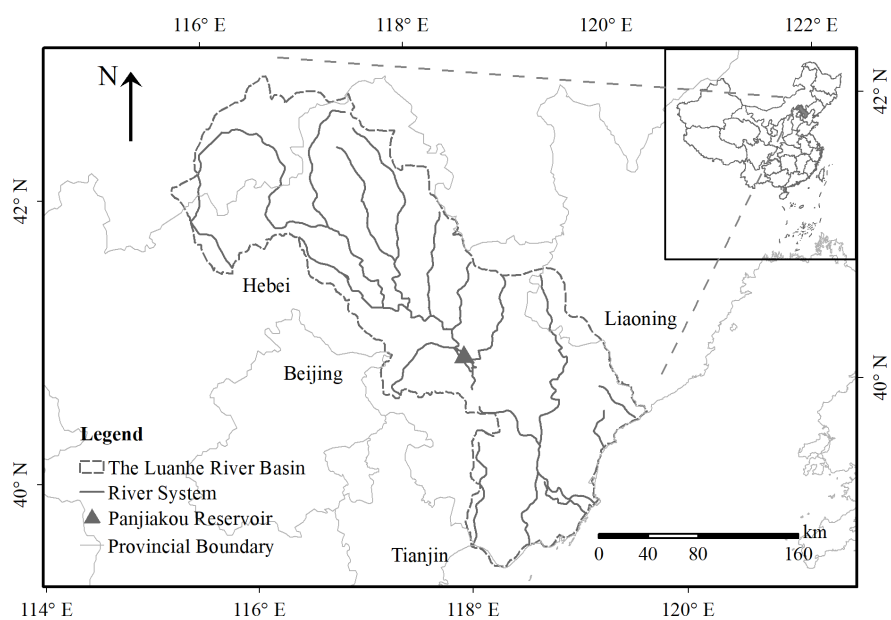 116° E 118° E 120° E 122° E
N
42° N
42° N
Hebei
Liaoning
Beijing
40° N
Legend
The Luanhe River Basin
River System
Panjiakou Reservoir
Provincial Boundary
40° N
Tianjin
km
0 40 80 160
114° E 116° E 118° E 120° E